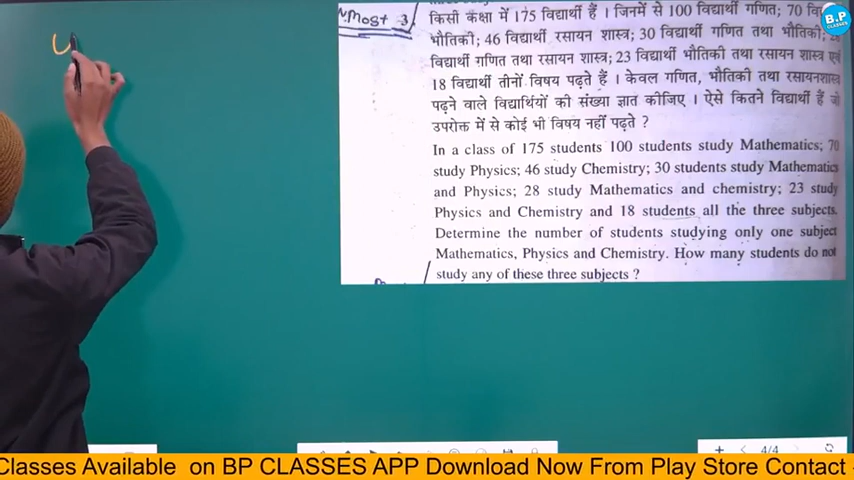 Most 3.
किसी कक्षा में 175 विद्यार्थी हैं । जिनमें से 100 विद्यार्थी गणित; 70
भौतिकी; 46 विद्यार्थी रसायन शास्त्र; 30 विद्यार्थी गणित तथा भौतिकी;
विद्यार्थी गणित तथा रसायन शास्त्र; 23 विद्यार्थी भौतिकी तथा रसायन शास्त्र एवं
18 विद्यार्थी तीनों विषय पढ़ते हैं । केवल गणित, भौतिकी तथा रसायनशास्त्र
पढ़ने वाले विद्यार्थियों की संख्या ज्ञात कीजिए । ऐसे कितने विद्यार्थी हैं जो
उपरोक्त में से कोई भी विषय नहीं पढ़ते ?
In a class of 175 students 100 students study Mathematics; 70
study Physics; 46 study Chemistry; 30 students study Mathematics
and Physics; 28 study Mathematics and chemistry; 23 study
Physics and Chemistry and 18 students all the three subjects.
Determine the number of students studying only one subject
Mathematics, Physics and Chemistry. How many students do not
study any of these three subjects ?
B.P
CLASSES
4/4
Classes Available on BP CLASSES APP Download Now From Play Store Contact